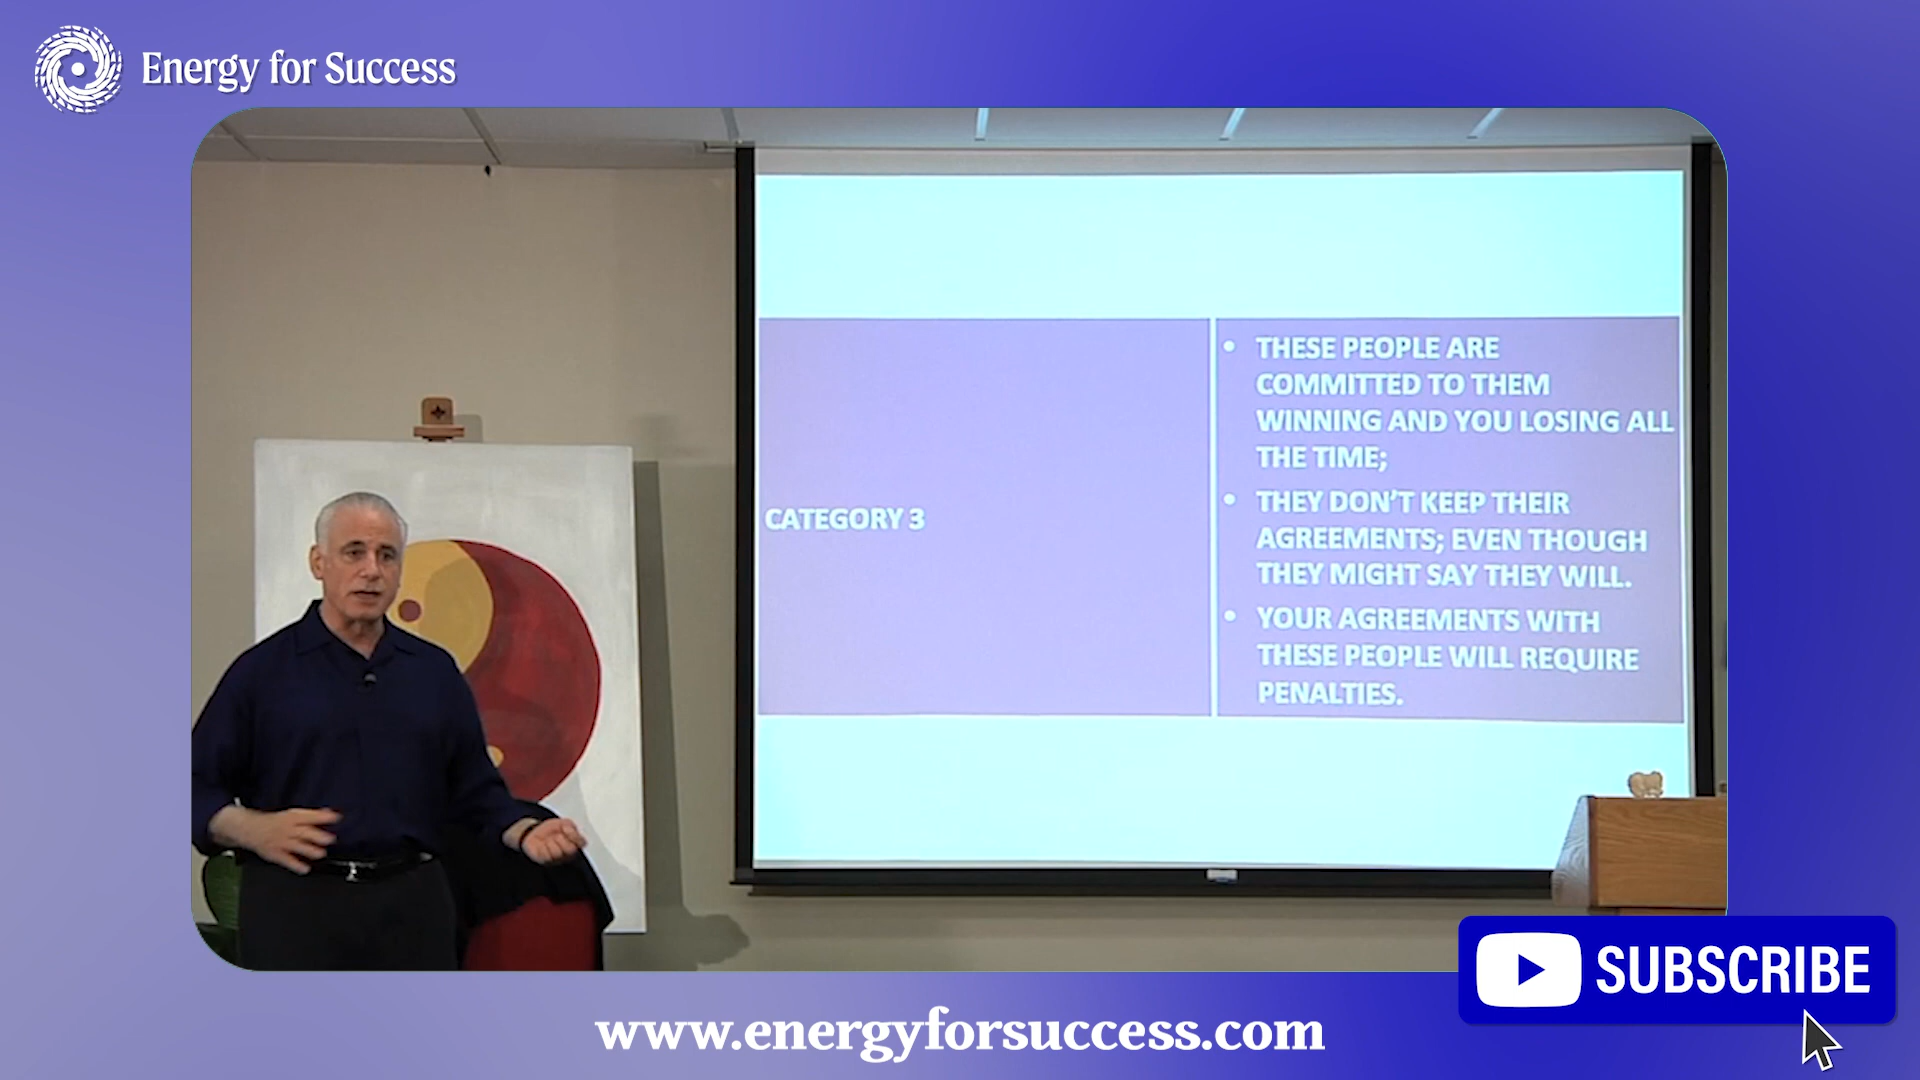 Energy for Success
CATEGORY 3
• THESE PEOPLE ARE
COMMITTED TO THEM
WINNING AND YOU LOSING ALL
THE TIME;
• THEY DON'T KEEP THEIR
AGREEMENTS; EVEN THOUGH
THEY MIGHT SAY THEY WILL.
• YOUR AGREEMENTS WITH
THESE PEOPLE WILL REQUIRE
PENALTIES.
SUBSCRIBE
www.energyforsuccess.com